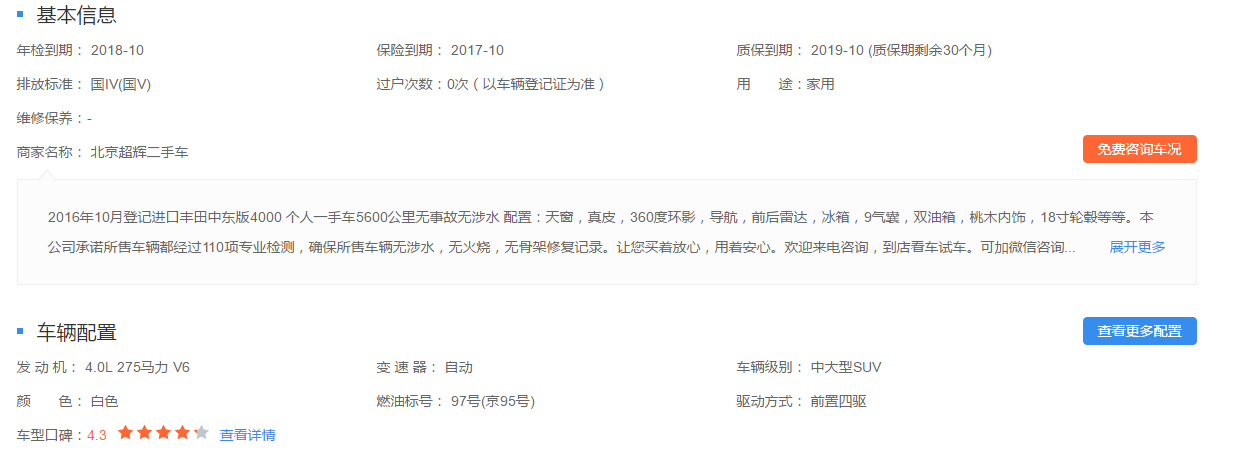 基本信息
年检到期： 2018-10 保险到期： 2017-10 质保到期： 2019-10 (质保期剩余30个月)
排放标准： 国IV(国V) 过户次数：0次（以车辆登记证为准） 用 途：家用
维修保养：-
商家名称： 北京超辉二手车 免费咨询车况
2016年10月登记进口丰田中东版4000 个人一手车5600公里无事故无涉水 配置：天窗，真皮，360度环影，导航，前后雷达，冰箱，9气囊，双油箱，桃木内饰，18寸轮毂等等。本
公司承诺所售车辆都经过110项专业检测，确保所售车辆无涉水，无火烧，无骨架修复记录。让您买着放心，用着安心。欢迎来电咨询，到店看车试车。可加微信咨询... 展开更多
车辆配置 查看更多配置
发 动 机： 4.0L 275马力 V6 变 速 器： 自动 车辆级别： 中大型SUV
颜 色： 白色 燃油标号： 97号(京95号) 驱动方式： 前置四驱
车型口碑：4.3 查看详情